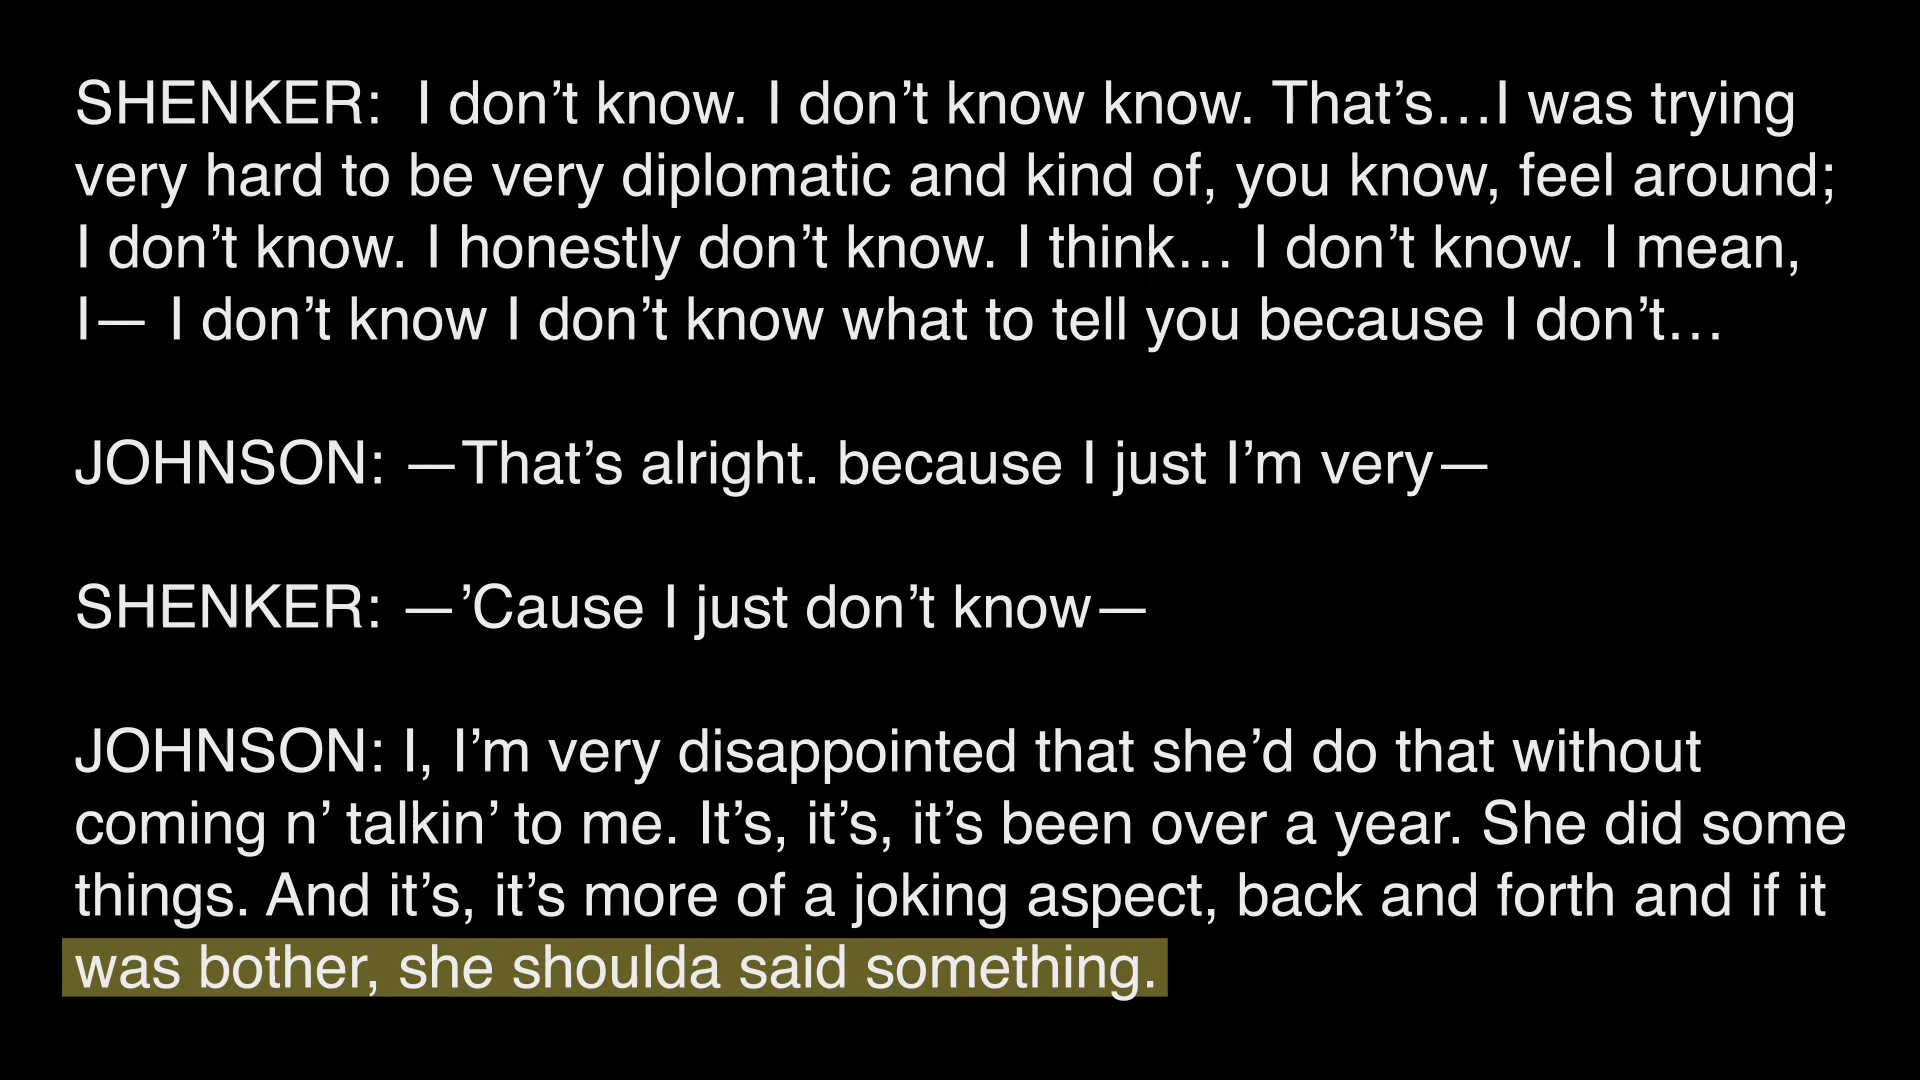 SHENKER:  I don’t know. I don’t know know. That’s…I was trying
very hard to be very diplomatic and kind of, you know, feel around;
I don’t know. I honestly don’t know. I think… I don’t know. I mean,
I— I don’t know I don’t know what to tell you because I don’t…
JOHNSON: —That’s alright. because I just I’m very—
SHENKER: —’Cause I just don’t know—
JOHNSON: I, I’m very disappointed that she’d do that without
coming n’ talkin’ to me. It’s, it’s, it’s been over a year. She did some
things. And it’s, it’s more of a joking aspect, back and forth and if it
was bother, she shoulda said something.